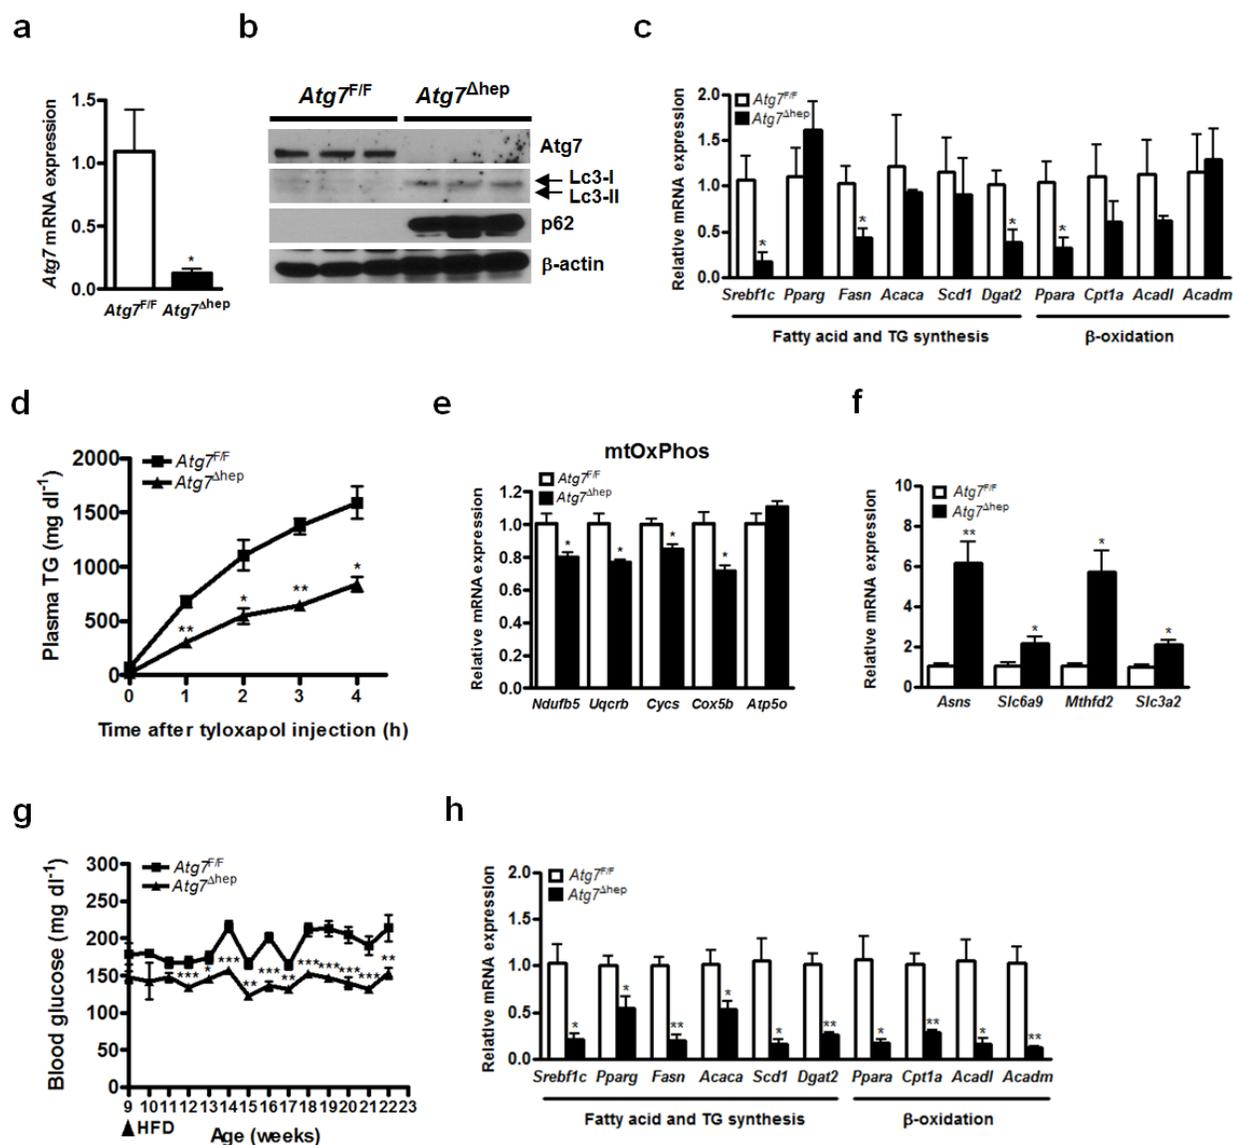 a
b
c
Atg7 mRNA expression
1.5
1.0
0.5
0.0
*
Atg7F/F Atg7Δhep
Atg7F/F Atg7Δhep
Atg7
Lc3-I
Lc3-II
p62
β-actin
Relative mRNA expression
2.0
1.5
1.0
0.5
0.0
Atg7F/F
Atg7Δhep
* * * *
Srebf1c Pparg Fasn Acaca Scd1 Dgat2 Ppara Cpt1a Acadl Acadm
Fatty acid and TG synthesis β-oxidation
d
e
f
Plasma TG (mg dl-1)
2000
1500
1000
500
0
Atg7F/F
Atg7Δhep
** * ** *
0 1 2 3 4
Time after tyloxapol injection (h)
mtOxPhos
Relative mRNA expression
Atg7F/F
Atg7Δhep
1.2
1.0
0.8
0.6
0.4
0.2
0.0
* * * *
Ndufb5 Uqcrb Cycs Cox5b Atp5o
Relative mRNA expression
10
8
6
4
2
0
Atg7F/F
Atg7Δhep
** * * *
Asns Slc6a9 Mthfd2 Slc3a2
g
h
Blood glucose (mg dl-1)
300
250
200
150
100
50
0
Atg7F/F
Atg7Δhep
*** * *** ** *** ** *** *** *** *** **
9 10 11 12 13 14 15 16 17 18 19 20 21 22 23
▲HFD Age (weeks)
Relative mRNA expression
2.0
1.5
1.0
0.5
0.0
Atg7F/F
Atg7Δhep
* * ** * * ** * ** * **
Srebf1c Pparg Fasn Acaca Scd1 Dgat2 Ppara Cpt1a Acadl Acadm
Fatty acid and TG synthesis β-oxidation